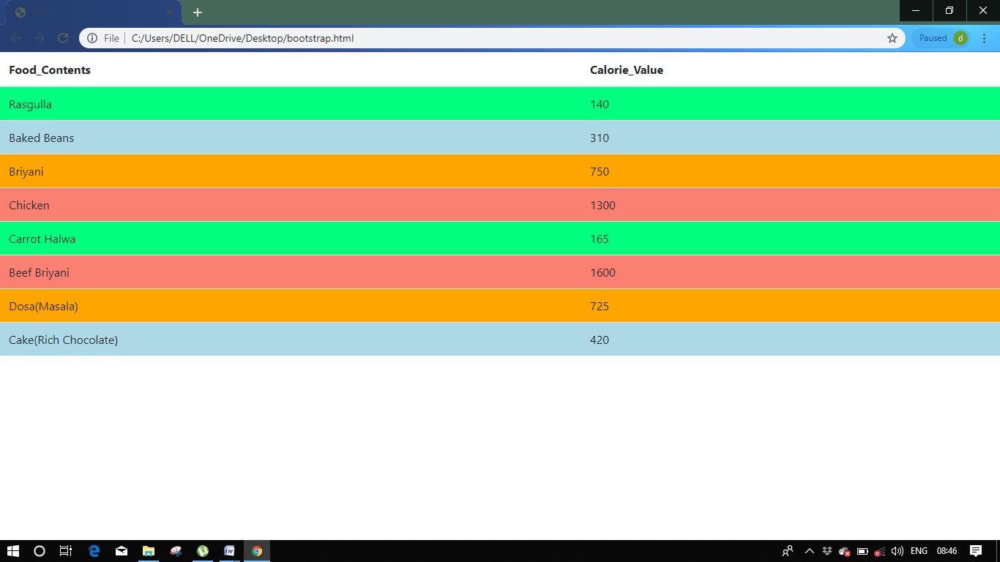 File C:/Users/DELL/OneDrive/Desktop/bootstrap.html Paused d
Food_Contents Calorie_Value
Rasgulla 140
Baked Beans 310
Briyani 750
Chicken 1300
Carrot Halwa 165
Beef Briyani 1600
Dosa(Masala) 725
Cake(Rich Chocolate) 420
ENG 08:46